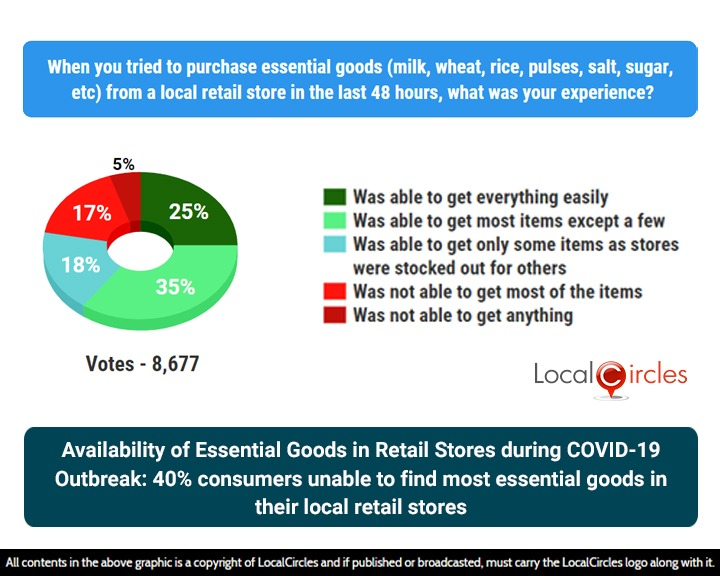 When you tried to purchase essential goods (milk, wheat, rice, pulses, salt, sugar,
etc) from a local retail store in the last 48 hours, what was your experience?
5%
17%
25%
18%
35%
Votes - 8,677
Was able to get everything easily
Was able to get most items except a few
Was able to get only some items as stores
were stocked out for others
Was not able to get most of the items
Was not able to get anything
LocalCircles
Availability of Essential Goods in Retail Stores during COVID-19
Outbreak: 40% consumers unable to find most essential goods in
their local retail stores
All contents in the above graphic is a copyright of LocalCircles and if published or broadcasted, must carry the LocalCircles logo along with it.